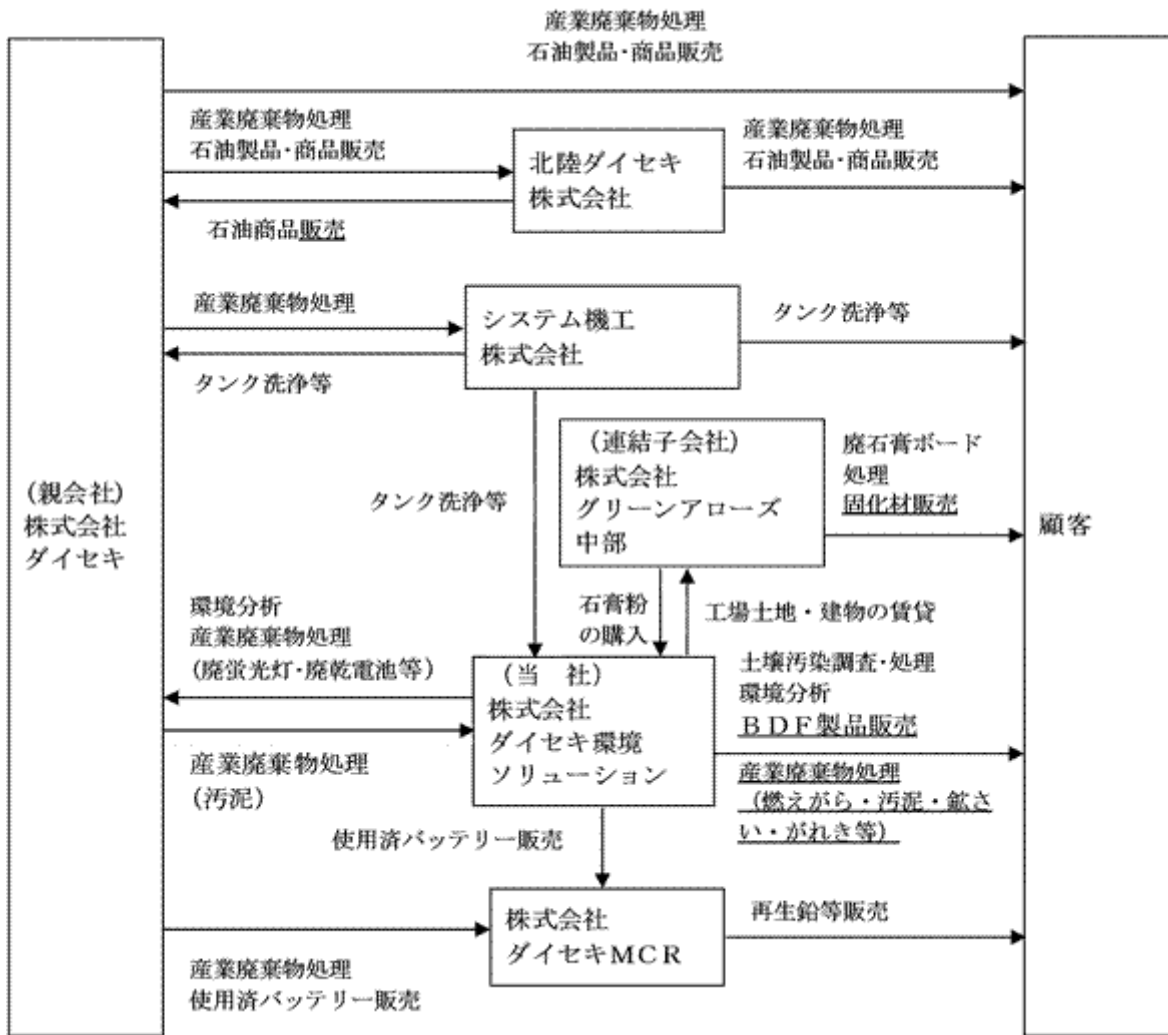 産業廃棄物処理
石油製品・商品販売
産業廃棄物処理
石油製品・商品販売
北陸ダイセキ
株式会社
産業廃棄物処理
石油製品・商品販売
石油商品販売
産業廃棄物処理
システム機工
株式会社
タンク洗浄等
タンク洗浄等
(親会社)
株式会社
ダイセキ
タンク洗浄等
(連結子会社)
株式会社
グリーンアローズ
中部
廃石膏ボード
処理
固化材販売
顧客
石膏粉
の購入
工場土地・建物の賃貸
環境分析
産業廃棄物処理
(廃蛍光灯・廃乾電池等)
(当 社)
株式会社
ダイセキ環境
ソリューション
土壌汚染調査・処理
環境分析
BDF製品販売
産業廃棄物処理
(燃えがら・汚泥・鉱さ
い・がれき等)
産業廃棄物処理
(汚泥)
使用済バッテリー販売
株式会社
ダイセキMCR
再生鉛等販売
産業廃棄物処理
使用済バッテリー販売